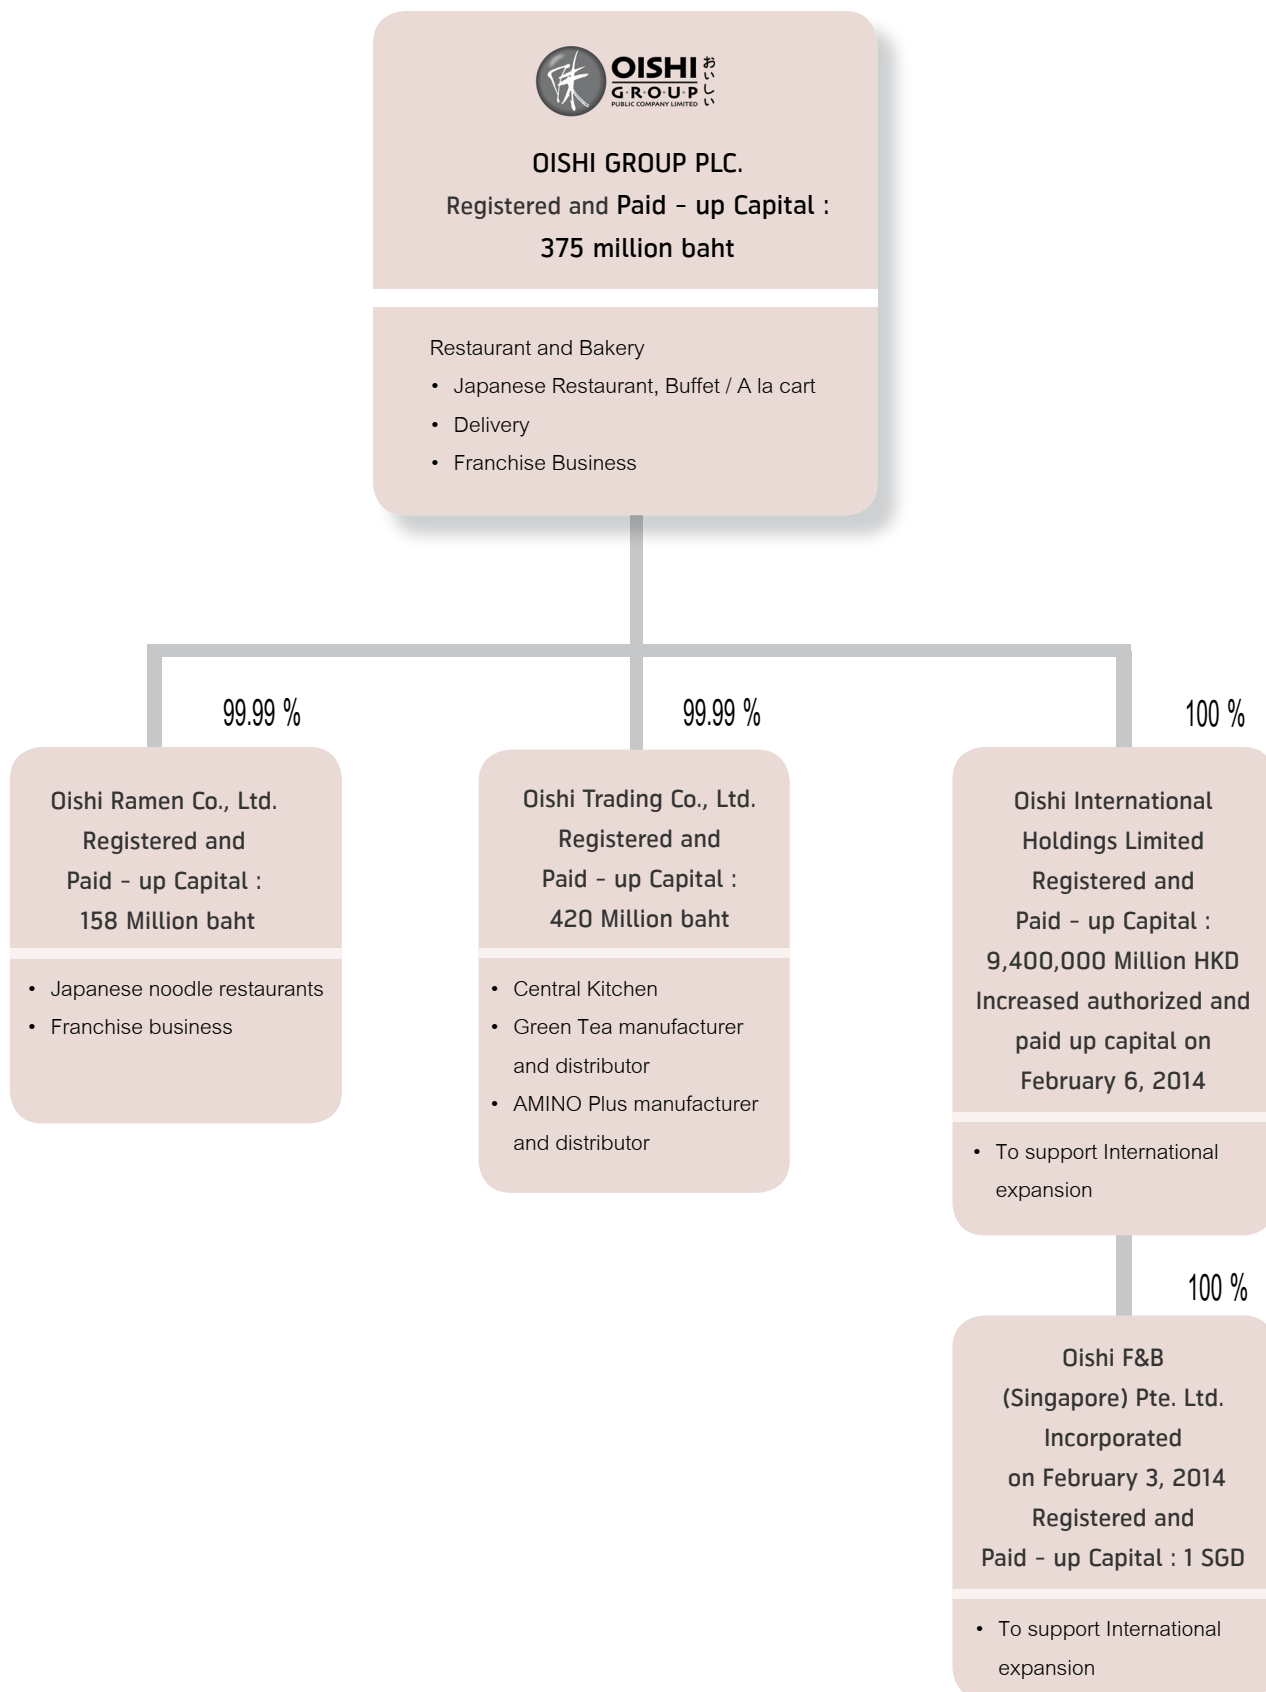 味
OISHI
G·R·O·U·P
PUBLIC COMPANY LIMITED
おいしい
OISHI GROUP PLC.
Registered and Paid - up Capital :
375 million baht
Restaurant and Bakery
• Japanese Restaurant, Buffet / A la cart
• Delivery
• Franchise Business
99.99 %
99.99 %
100 %
Oishi Ramen Co., Ltd.
Registered and
Paid - up Capital :
158 Million baht
• Japanese noodle restaurants
• Franchise business
Oishi Trading Co., Ltd.
Registered and
Paid - up Capital :
420 Million baht
• Central Kitchen
• Green Tea manufacturer
and distributor
• AMINO Plus manufacturer
and distributor
Oishi International
Holdings Limited
Registered and
Paid - up Capital :
9,400,000 Million HKD
Increased authorized and
paid up capital on
February 6, 2014
• To support International
expansion
100 %
Oishi F&B
(Singapore) Pte. Ltd.
Incorporated
on February 3, 2014
Registered and
Paid - up Capital : 1 SGD
• To support International
expansion